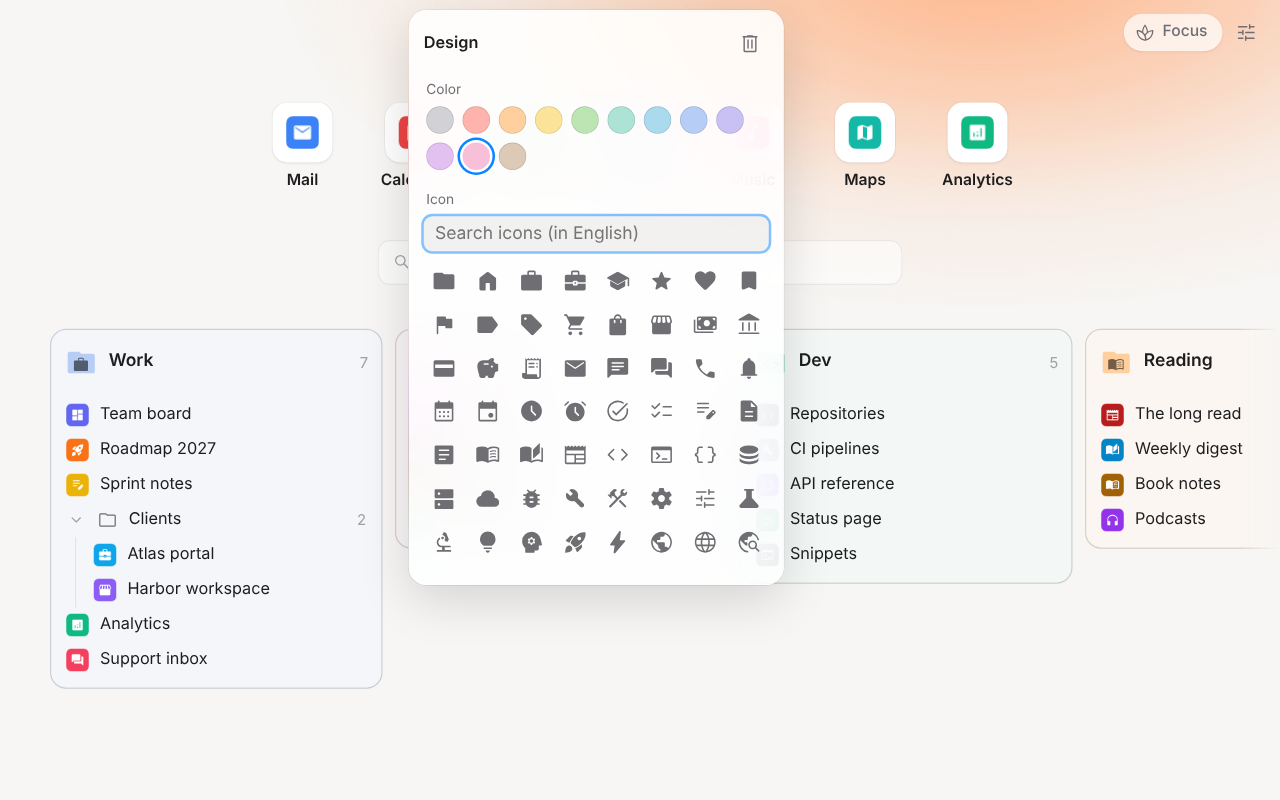 Design
Focus
Color
Mail
Maps
Analytics
Icon
Search icons (in English)
Work
7
Team board
Roadmap 2027
Sprint notes
Clients
2
Atlas portal
Harbor workspace
Analytics
Support inbox
Dev
5
Repositories
CI pipelines
API reference
Status page
Snippets
Reading
The long read
Weekly digest
Book notes
Podcasts